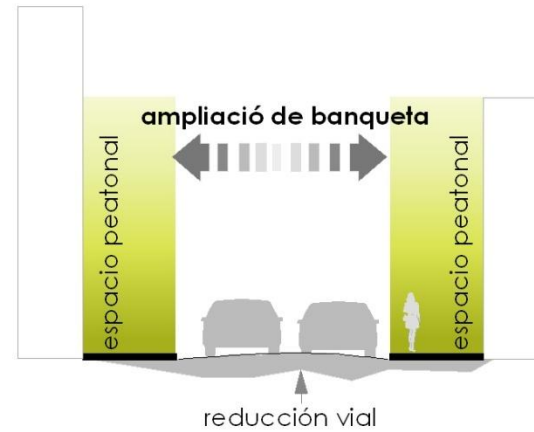 ampliació de banqueta
espacio peatonal
espacio peatonal
reducción vial